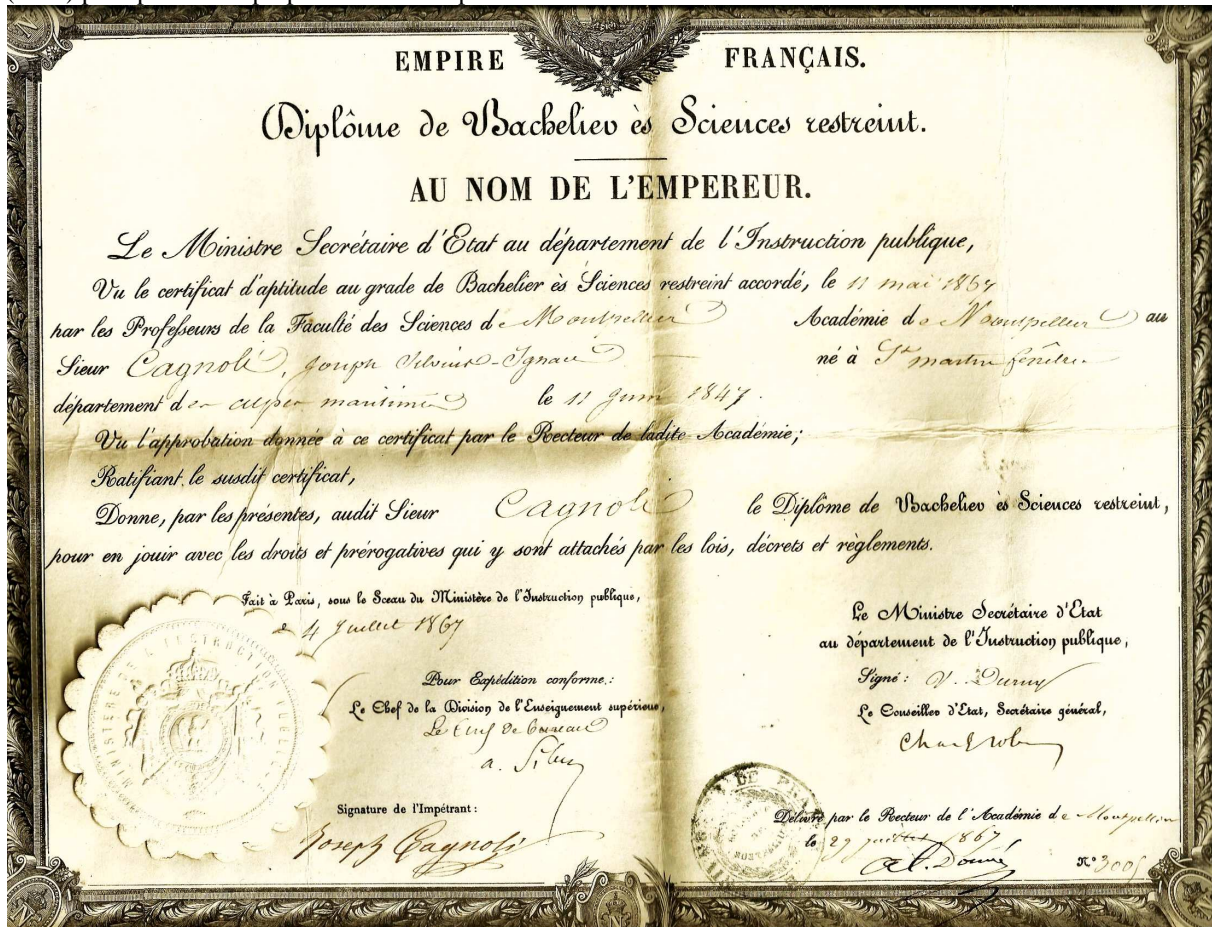 EMPIRE FRANÇAIS.
Diplôme de Bachelier ès Sciences restreint.
AU NOM DE L'EMPEREUR.
Le Ministre Secrétaire d'Etat au département de l'Instruction publique,
Vu le certificat d'aptitude au grade de Bachelier ès Sciences restreint accordé, le 11 mai 1867
par les Professeurs de la Faculté des Sciences de Montpellier Académie de Montpellier au
Sieur Cagnoli, Joseph Silvius-Ignace né à St martin
département des alpes maritimes le 11 Juin 1847.
Vu l'approbation donnée à ce certificat par le Recteur de ladite Académie;
Ratifiant le susdit certificat,
Donne, par les présentes, audit Sieur Cagnoli le Diplôme de Bachelier ès Sciences restreint,
pour en jouir avec les droits et prérogatives qui y sont attachés par les lois, décrets et règlements.
Fait à Paris, sous le Sceau du Ministère de l'Instruction publique,
le 4 Juillet 1867
MINISTERE DE L'INSTRUCTION PUBLIQUE
Pour Expédition conforme:
Le Chef de la Division de l'Enseignement supérieur,
Le Chef de bureau
Signature de l'Impétrant:
Joseph Cagnoli
Le Ministre Secrétaire d'Etat
au département de l'Instruction publique,
Signé: V. Duruy
Le Conseiller d'Etat, Secrétaire général,
Délivré par le Recteur de l'Académie de Montpellier
le 29 juillet 1867
N°